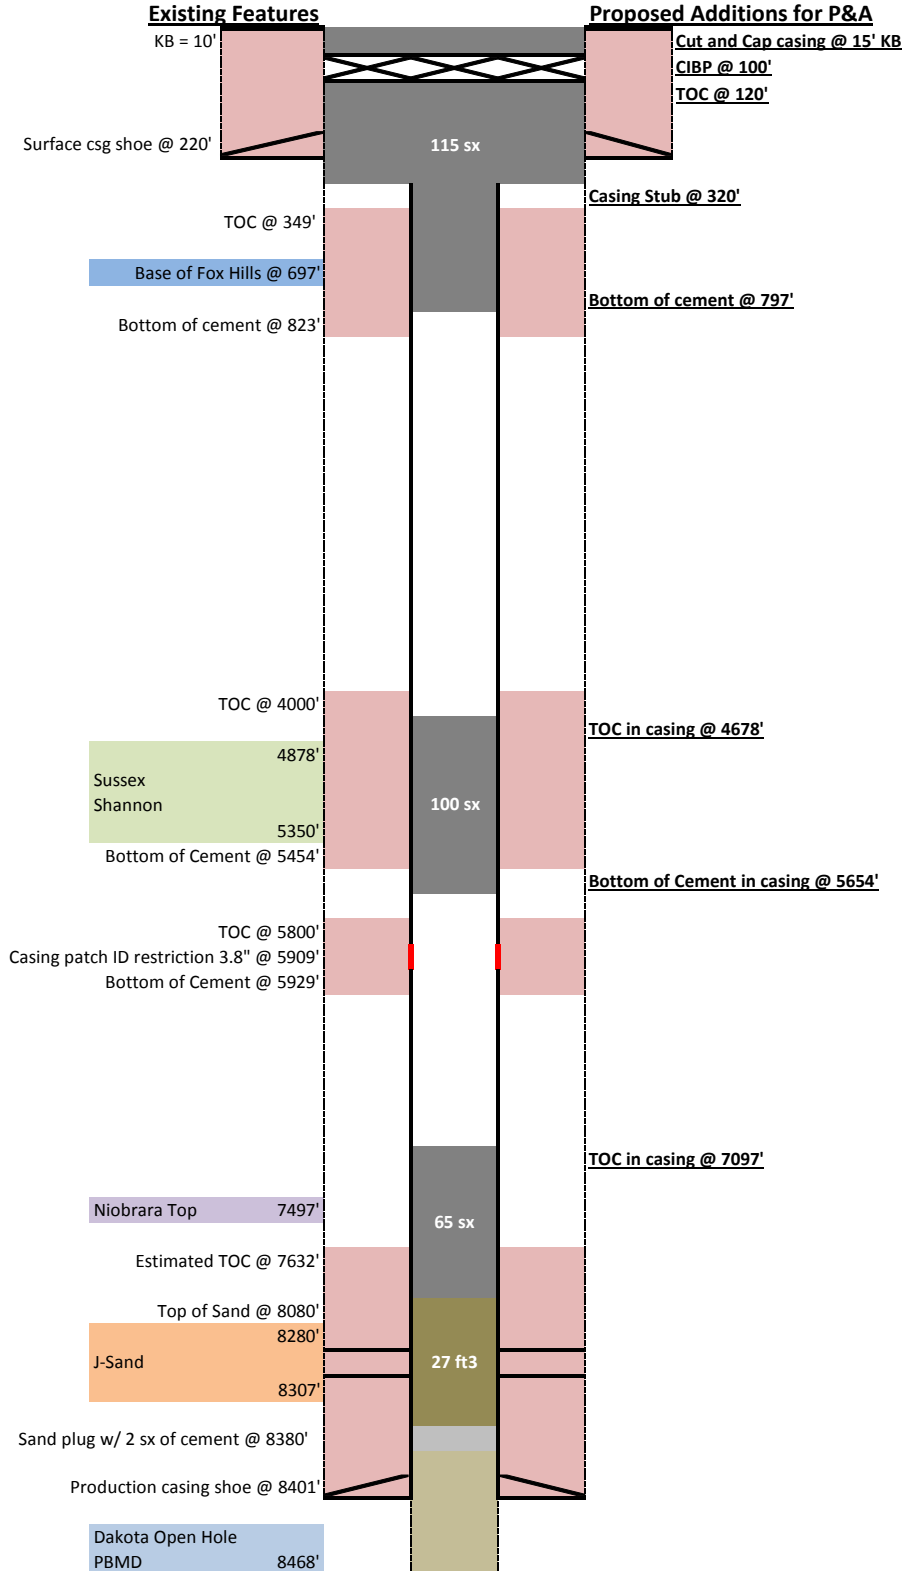 Existing Features
Proposed Additions for P&A
KB = 10'
Cut and Cap casing @ 15' KB
CIBP @ 100'
TOC @ 120'
Surface csg shoe @ 220'
115 sx
Casing Stub @ 320'
TOC @ 349'
Base of Fox Hills @ 697'
Bottom of cement @ 797'
Bottom of cement @ 823'
TOC @ 4000'
TOC in casing @ 4678'
4878'
Sussex
Shannon
100 sx
5350'
Bottom of Cement @ 5454'
Bottom of Cement in casing @ 5654'
TOC @ 5800'
Casing patch ID restriction 3.8" @ 5909'
Bottom of Cement @ 5929'
TOC in casing @ 7097'
Niobrara Top 7497'
65 sx
Estimated TOC @ 7632'
Top of Sand @ 8080'
8280'
J-Sand
27 ft3
8307'
Sand plug w/ 2 sx of cement @ 8380'
Production casing shoe @ 8401'
Dakota Open Hole
PBMD 8468'